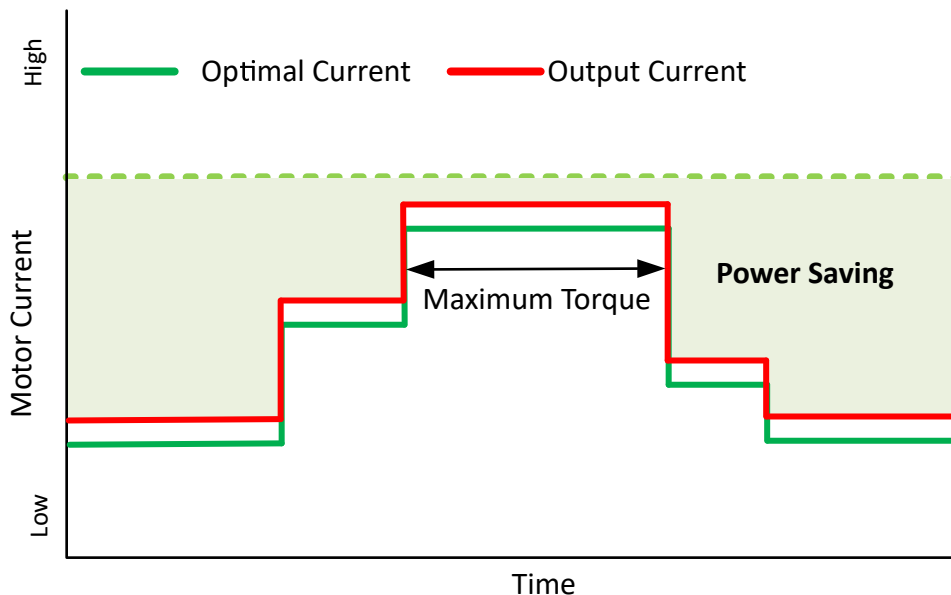 High
Optimal Current
Output Current
Motor Current
Maximum Torque
Power Saving
Low
Time